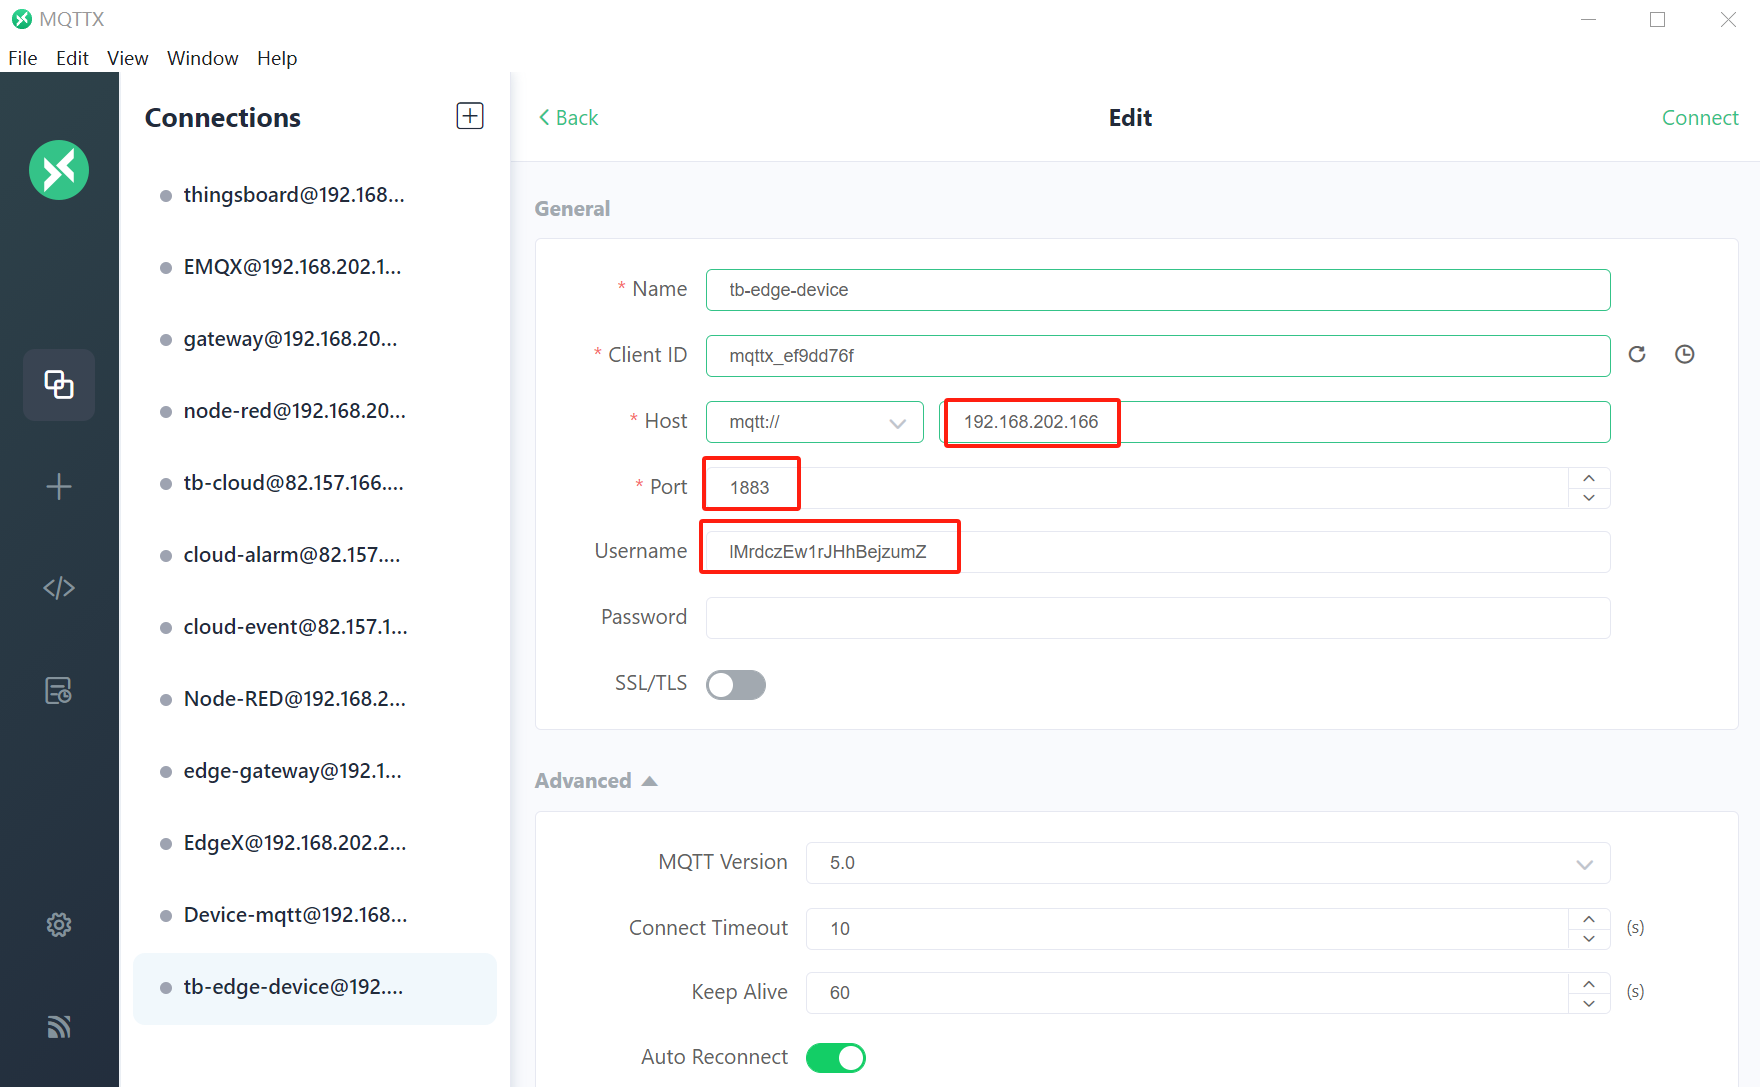 MQTTX
File Edit View Window Help
Connections
thingsboard@192.168...
EMQX@192.168.202.1...
gateway@192.168.20...
node-red@192.168.20...
tb-cloud@82.157.166....
cloud-alarm@82.157....
cloud-event@82.157.1...
Node-RED@192.168.2...
edge-gateway@192.1...
EdgeX@192.168.202.2...
Device-mqtt@192.168...
tb-edge-device@192....
Back Edit Connect
General
* Name tb-edge-device
* Client ID mqttx_ef9dd76f
* Host mqtt:// 192.168.202.166
* Port 1883
Username lMrdczEw1rJHhBejzumZ
Password
SSL/TLS
Advanced
MQTT Version 5.0
Connect Timeout 10 (s)
Keep Alive 60 (s)
Auto Reconnect